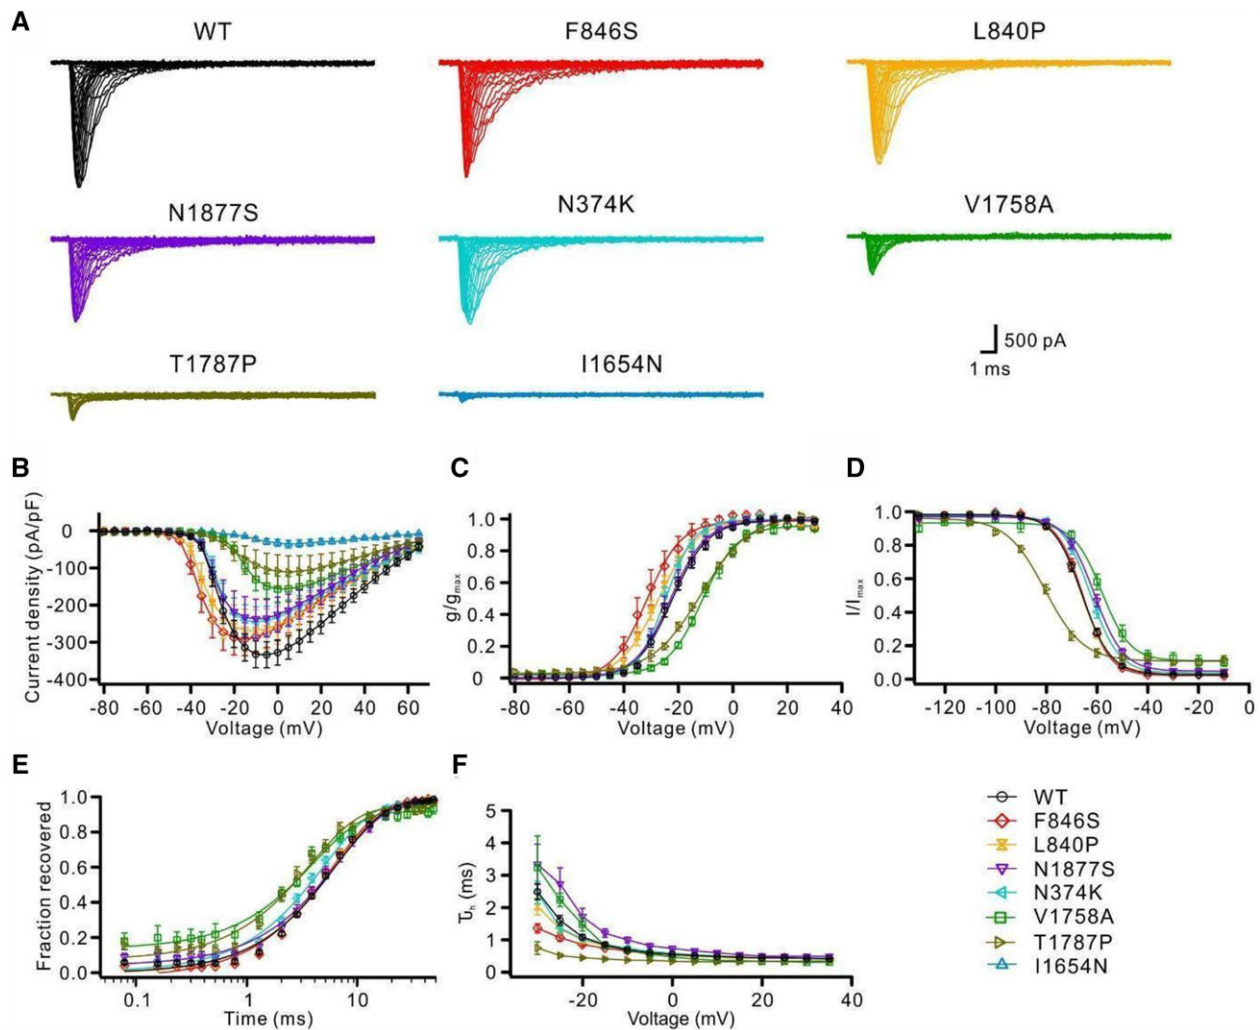 A
WT
F846S
L840P
N1877S
N374K
V1758A
500 pA
1 ms
T1787P
I1654N
B
Current density (pA/pF)
0
-100
-200
-300
-400
-80 -60 -40 -20 0 20 40 60
Voltage (mV)
C
g/gmax
1.0
0.8
0.6
0.4
0.2
0
-80 -60 -40 -20 0 20 40
Voltage (mV)
D
I/Imax
1.0
0.8
0.6
0.4
0.2
0.0
-120 -100 -80 -60 -40 -20 0
Voltage (mV)
E
Fraction recovered
1.0
0.8
0.6
0.4
0.2
0.0
0.1 1 10
Time (ms)
F
τh (ms)
5
4
3
2
1
0
-20 0 20 40
Voltage (mV)
WT
F846S
L840P
N1877S
N374K
V1758A
T1787P
I1654N